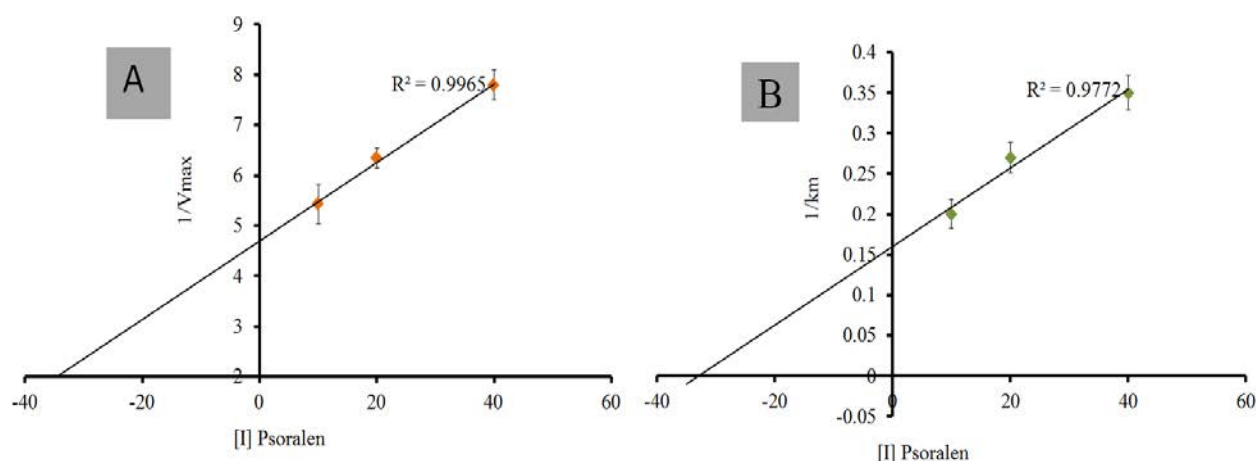 A
R² = 0.9965
1/Vmax
9
8
7
6
5
4
3
2
-40 -20 0 20 40 60
[I] Psoralen
B
R² = 0.9772
1/km
0.4
0.35
0.3
0.25
0.2
0.15
0.1
0.05
0
-0.05
-40 -20 0 20 40 60
[I] Psoralen